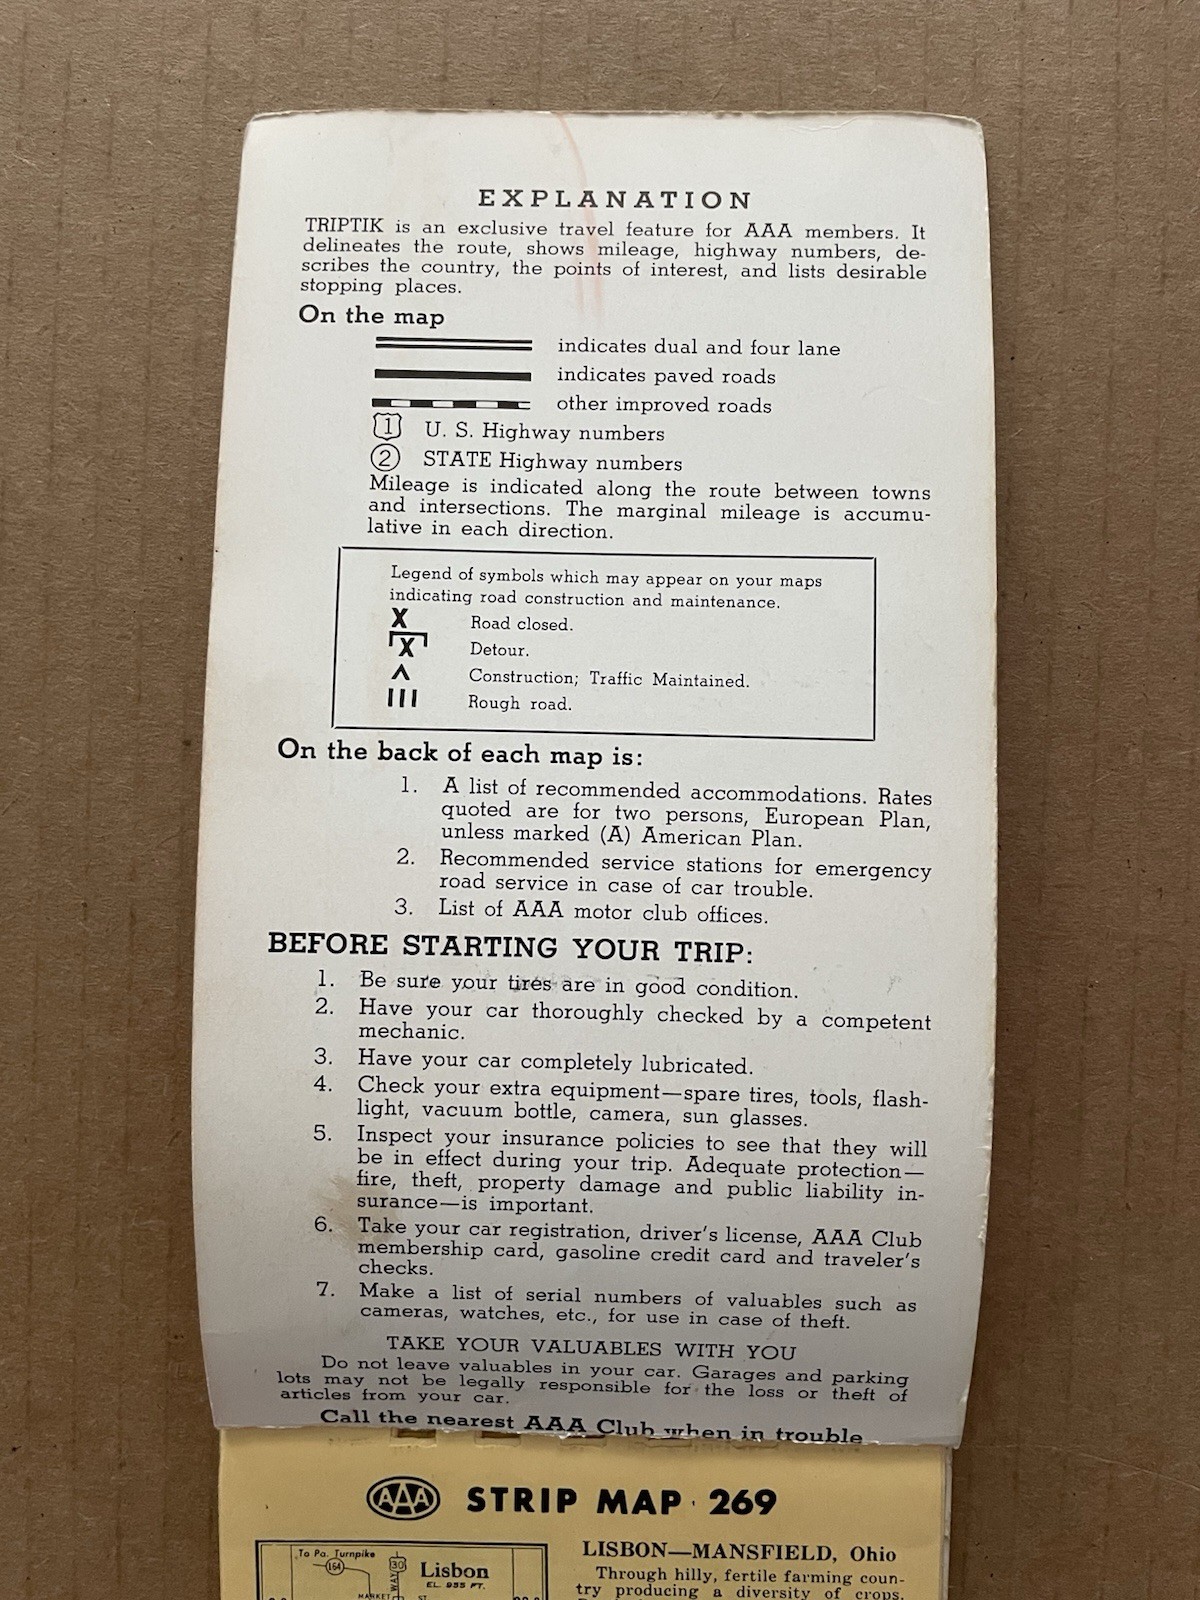 EXPLANATION
TRIPTIK is an exclusive travel feature for AAA members. It
delineates the route, shows mileage, highway numbers, de-
scribes the country, the points of interest, and lists desirable
stopping places.
On the map
indicates dual and four lane
indicates paved roads
other improved roads
1 U. S. Highway numbers
2 STATE Highway numbers
Mileage is indicated along the route between towns
and intersections. The marginal mileage is accumu-
lative in each direction.
Legend of symbols which may appear on your maps
indicating road construction and maintenance.
X Road closed.
X Detour.
Construction; Traffic Maintained.
Rough road.
On the back of each map is:
1. A list of recommended accommodations. Rates
quoted are for two persons, European Plan,
unless marked (A) American Plan.
2. Recommended service stations for emergency
road service in case of car trouble.
3. List of AAA motor club offices.
BEFORE STARTING YOUR TRIP:
1. Be sure your tires are in good condition.
2. Have your car thoroughly checked by a competent
mechanic.
3. Have your car completely lubricated.
4. Check your extra equipment—spare tires, tools, flash-
light, vacuum bottle, camera, sun glasses.
5. Inspect your insurance policies to see that they will
be in effect during your trip. Adequate protection—
fire, theft, property damage and public liability in-
surance—is important.
6. Take your car registration, driver's license, AAA Club
membership card, gasoline credit card and traveler's
checks.
7. Make a list of serial numbers of valuables such as
cameras, watches, etc., for use in case of theft.
TAKE YOUR VALUABLES WITH YOU
Do not leave valuables in your car. Garages and parking
lots may not be legally responsible for the loss or theft of
articles from your car.
Call the nearest AAA Club when in trouble
AAA STRIP MAP 269
To Pa. Turnpike
164
30
WAY
Lisbon
EL. 955 FT.
MARKET ST.
LISBON—MANSFIELD, Ohio
Through hilly, fertile farming coun-
try producing a diversity of crops.